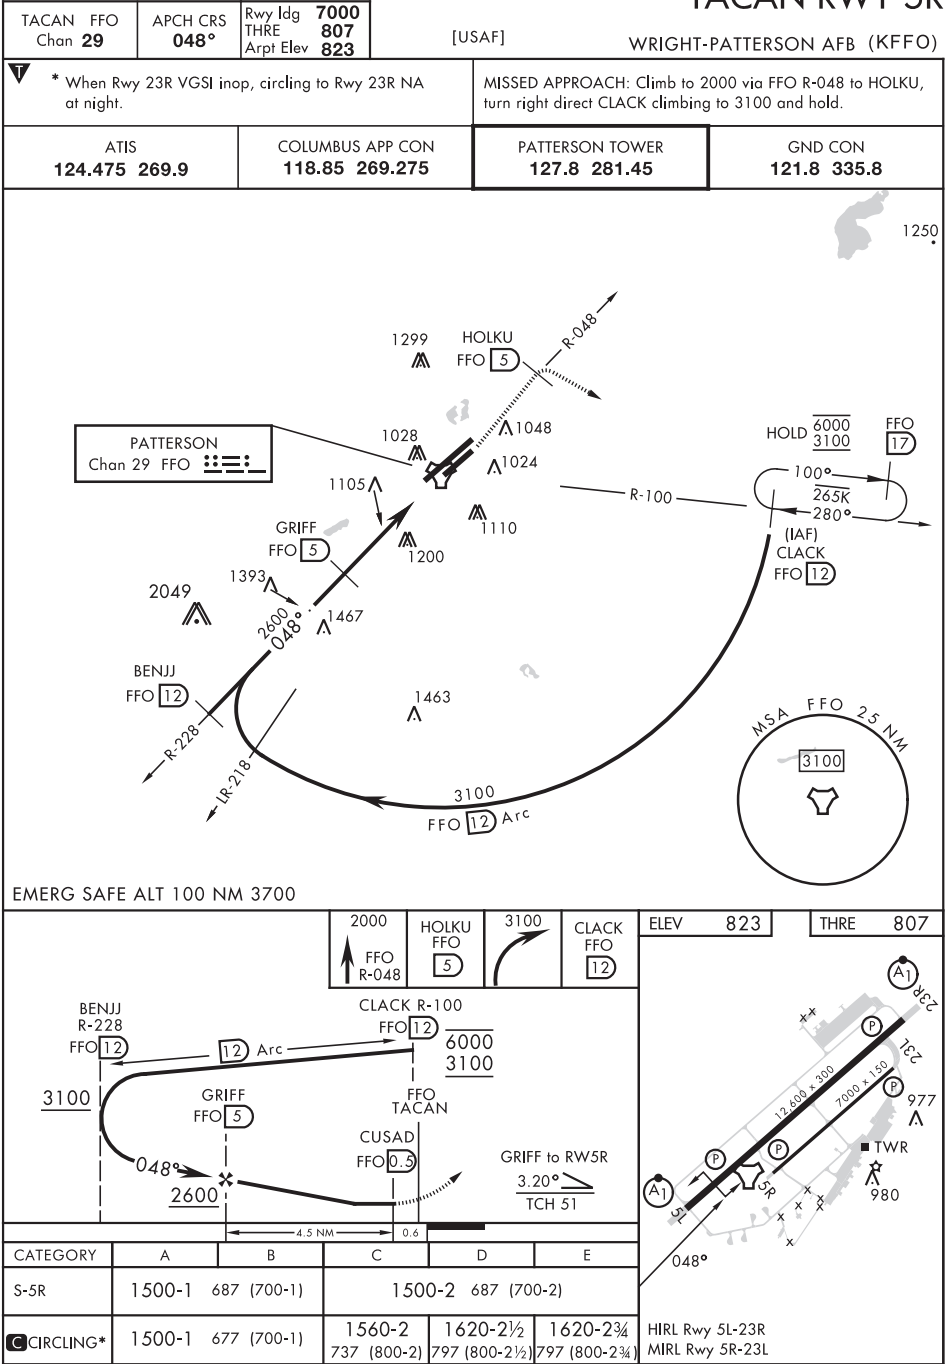 TACAN RWY 5R
TACAN FFO
Chan 29
APCH CRS
048°
Rwy ldg 7000
THRE 807
Arpt Elev 823
[USAF]
WRIGHT-PATTERSON AFB (KFFO)
T
* When Rwy 23R VGSI inop, circling to Rwy 23R NA
at night.
MISSED APPROACH: Climb to 2000 via FFO R-048 to HOLKU,
turn right direct CLACK climbing to 3100 and hold.
ATIS
124.475 269.9
COLUMBUS APP CON
118.85 269.275
PATTERSON TOWER
127.8 281.45
GND CON
121.8 335.8
1250
R-048
1299
HOLKU
FFO 5
PATTERSON
Chan 29 FFO
1028
1048
1024
1105
1110
1200
HOLD 6000
3100
FFO
17
100°
265K
280°
R-100
(IAF)
CLACK
FFO 12
GRIFF
FFO 5
1393
2049
2600
048°
1467
BENJJ
FFO 12
R-228
LR-218
1463
3100
FFO 12 Arc
MSA FFO 25 NM
3100
EMERG SAFE ALT 100 NM 3700
2000
FFO
R-048
HOLKU
FFO
5
3100
CLACK
FFO
12
ELEV 823
THRE 807
BENJJ
R-228
FFO 12
12 Arc
CLACK R-100
FFO 12
6000
3100
3100
GRIFF
FFO 5
FFO
TACAN
CUSAD
FFO 0.5
048°
2600
GRIFF to RW5R
3.20°
TCH 51
4.5 NM
0.6
A1
23R
x x
P
23L
12,600 x 300
7000 x 150
P
977
TWR
980
P
P
A1
5L
5R
x
x
x
x
048°
HIRL Rwy 5L-23R
MIRL Rwy 5R-23L
CATEGORY A B C D E
S-5R 1500-1 687 (700-1) 1500-2 687 (700-2)
C CIRCLING* 1500-1 677 (700-1) 1560-2 1620-2½ 1620-2¾
737 (800-2) 797 (800-2½) 797 (800-2¾)